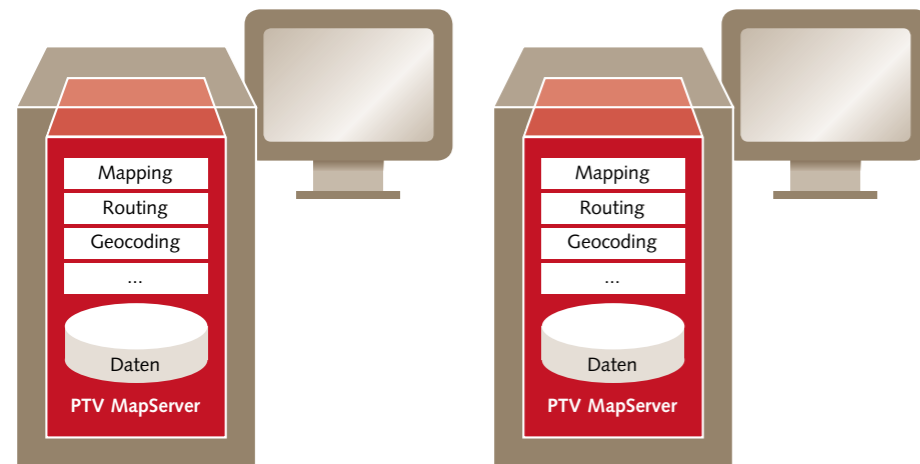 Mapping
Routing
Geocoding
...
Daten
PTV MapServer
Mapping
Routing
Geocoding
...
Daten
PTV MapServer